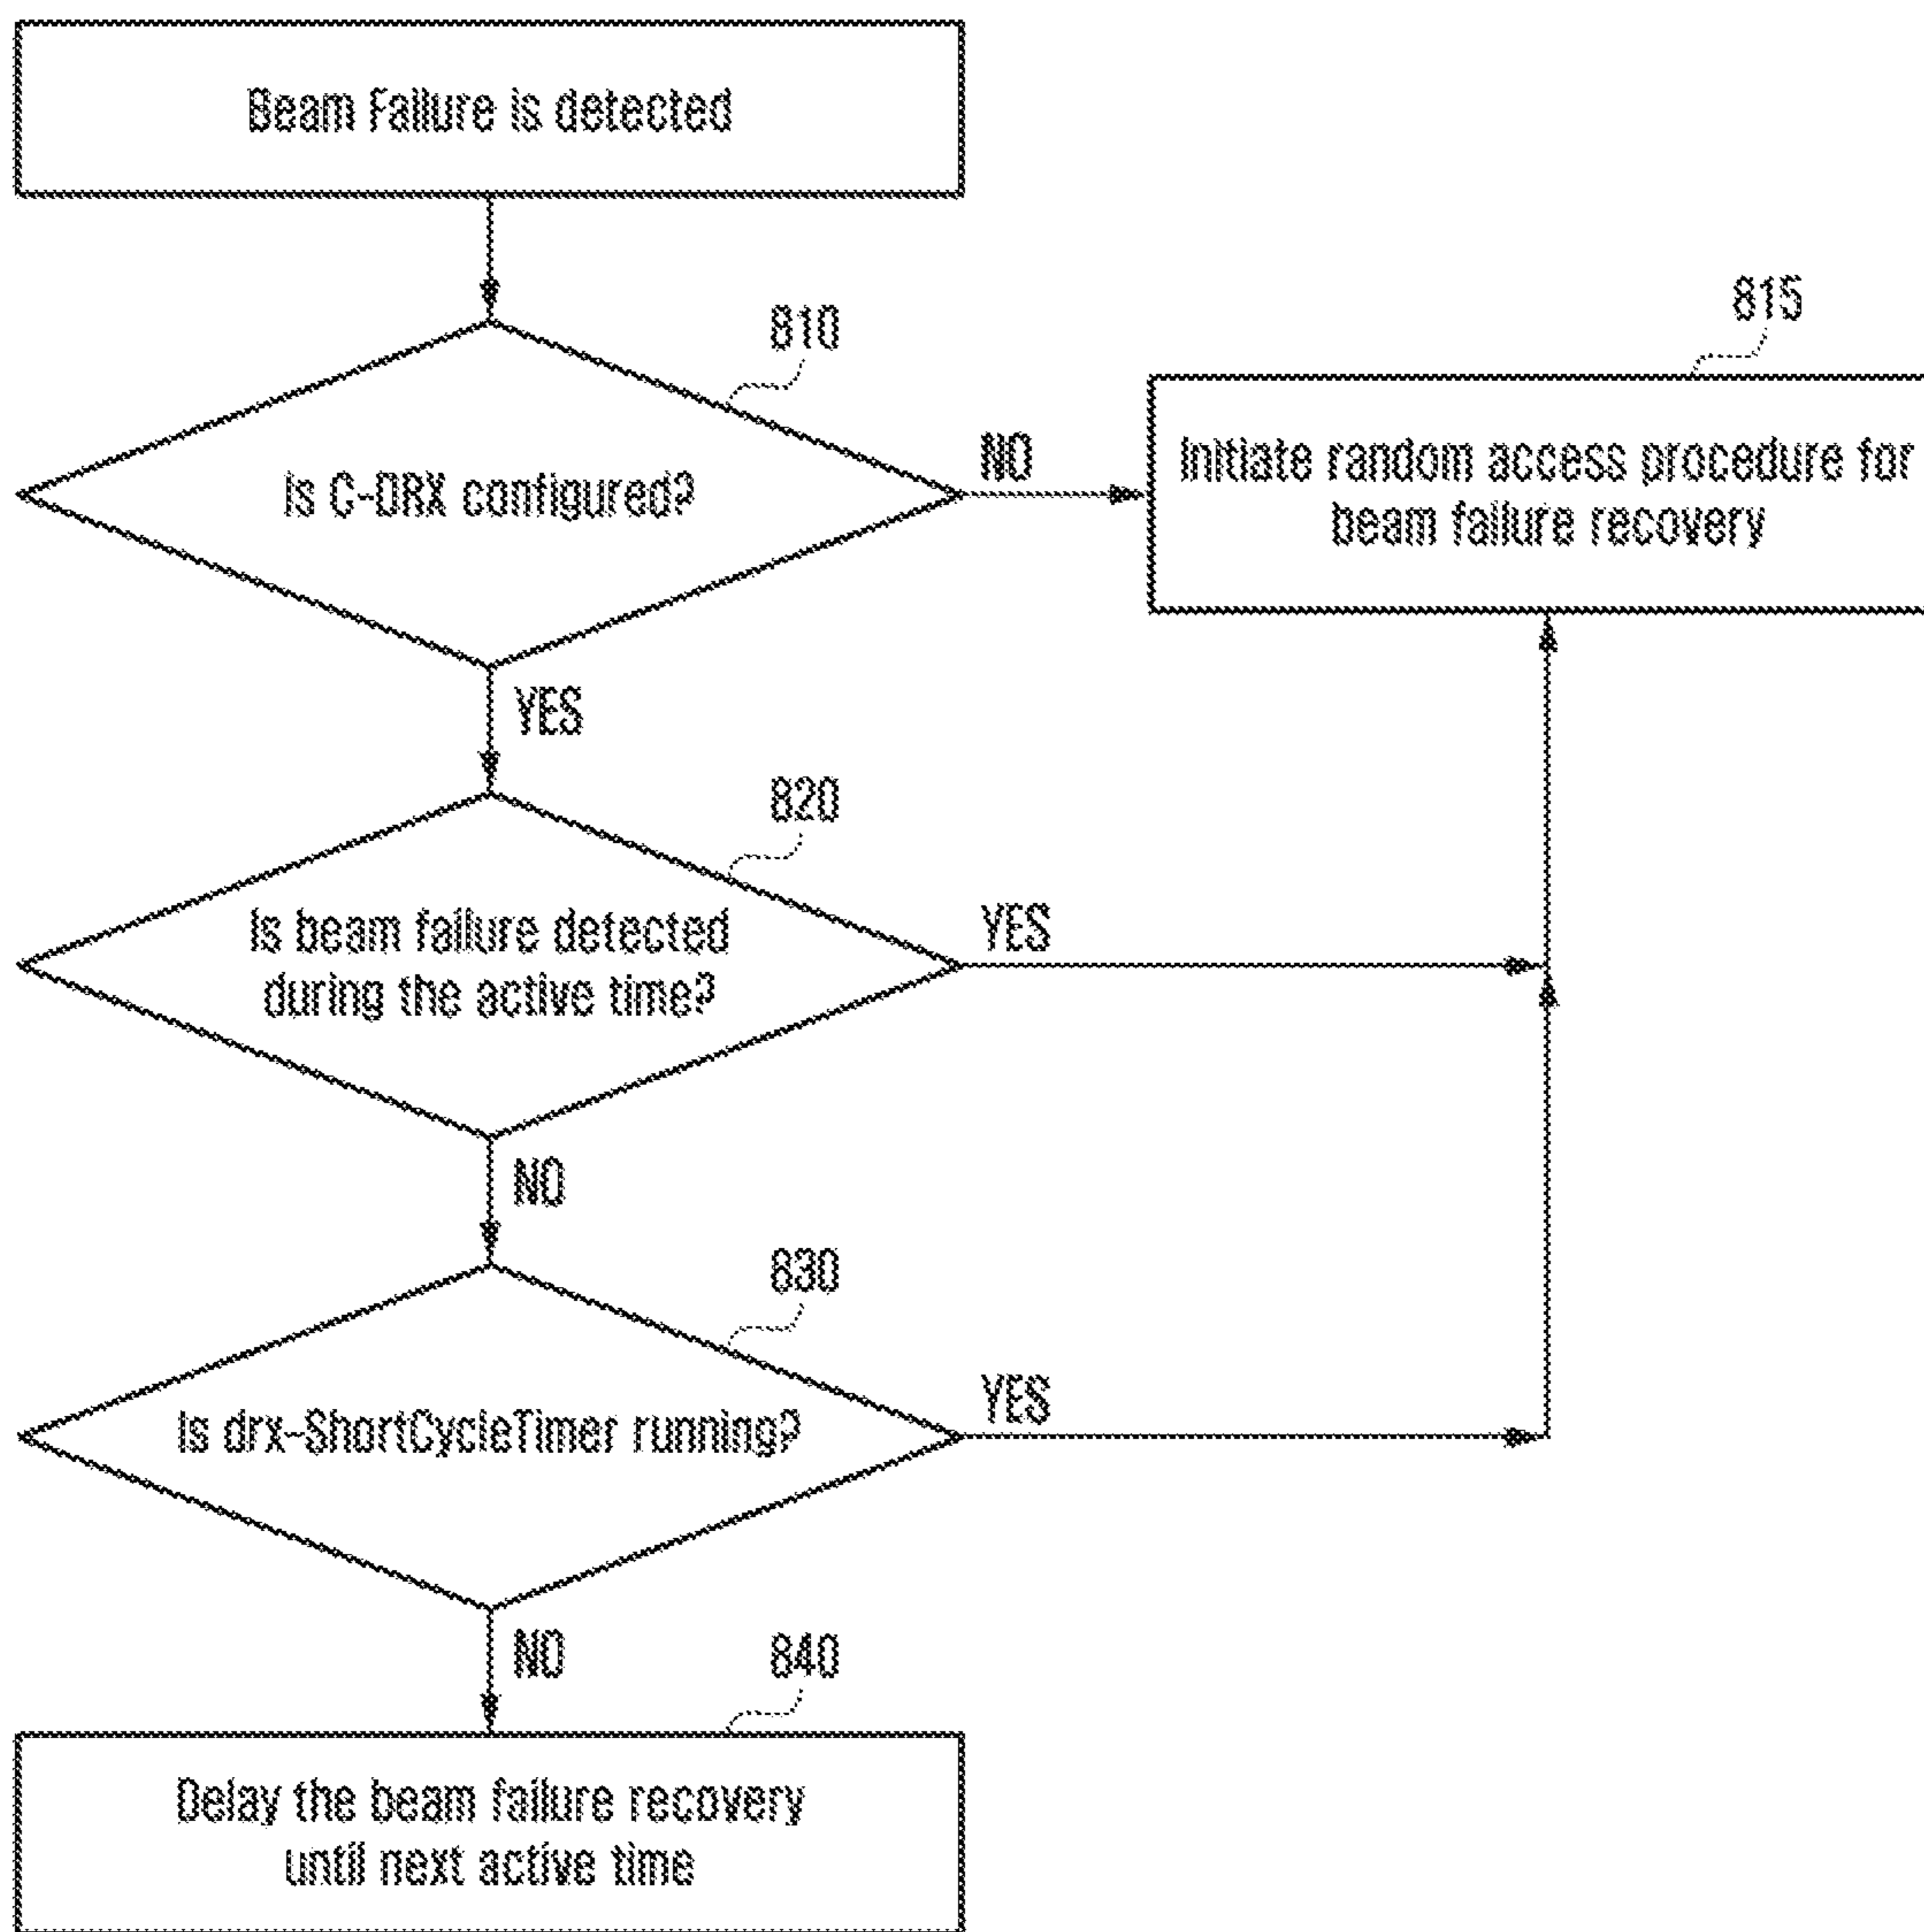 Beam Failure is detected
810
815
Is C-DRX configured?
NO
Initiate random access procedure for
beam failure recovery
YES
820
Is beam failure detected
during the active time?
YES
NO
830
Is drx-ShortCycleTimer running?
YES
NO
840
Delay the beam failure recovery
until next active time